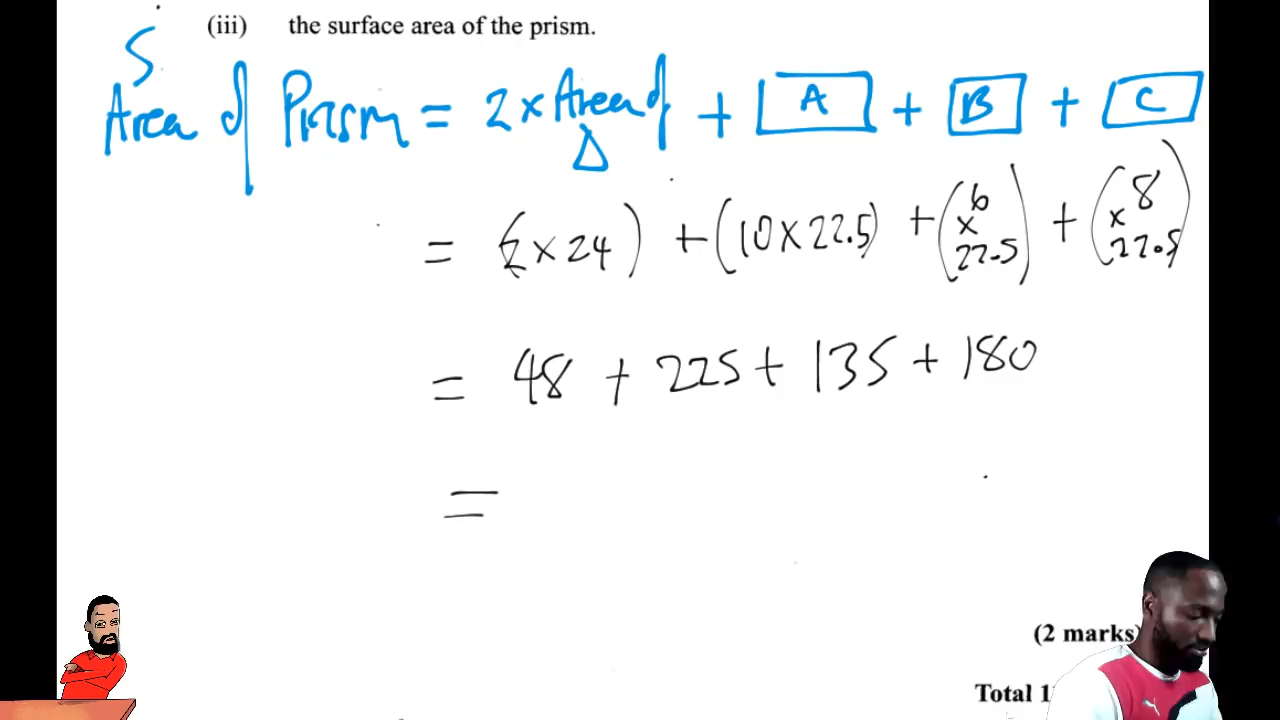 (iii) the surface area of the prism.
S
Area of Prism = 2 x Area of Δ + A + B + C
= (2 x 24) + (10 x 22.5) + (6 x 22.5) + (8 x 22.5)
= 48 + 225 + 135 + 180
=
(2 marks)
Total 1